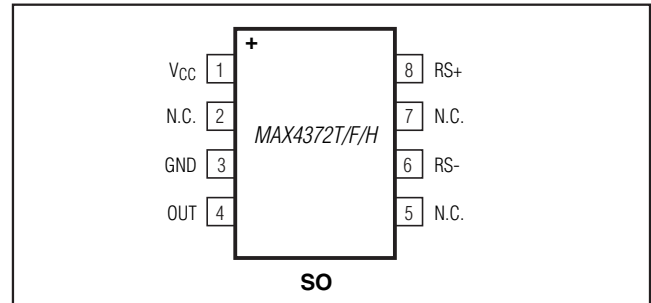 +
VCC 1
8 RS+
N.C. 2
7 N.C.
MAX4372T/F/H
GND 3
6 RS-
OUT 4
5 N.C.
SO